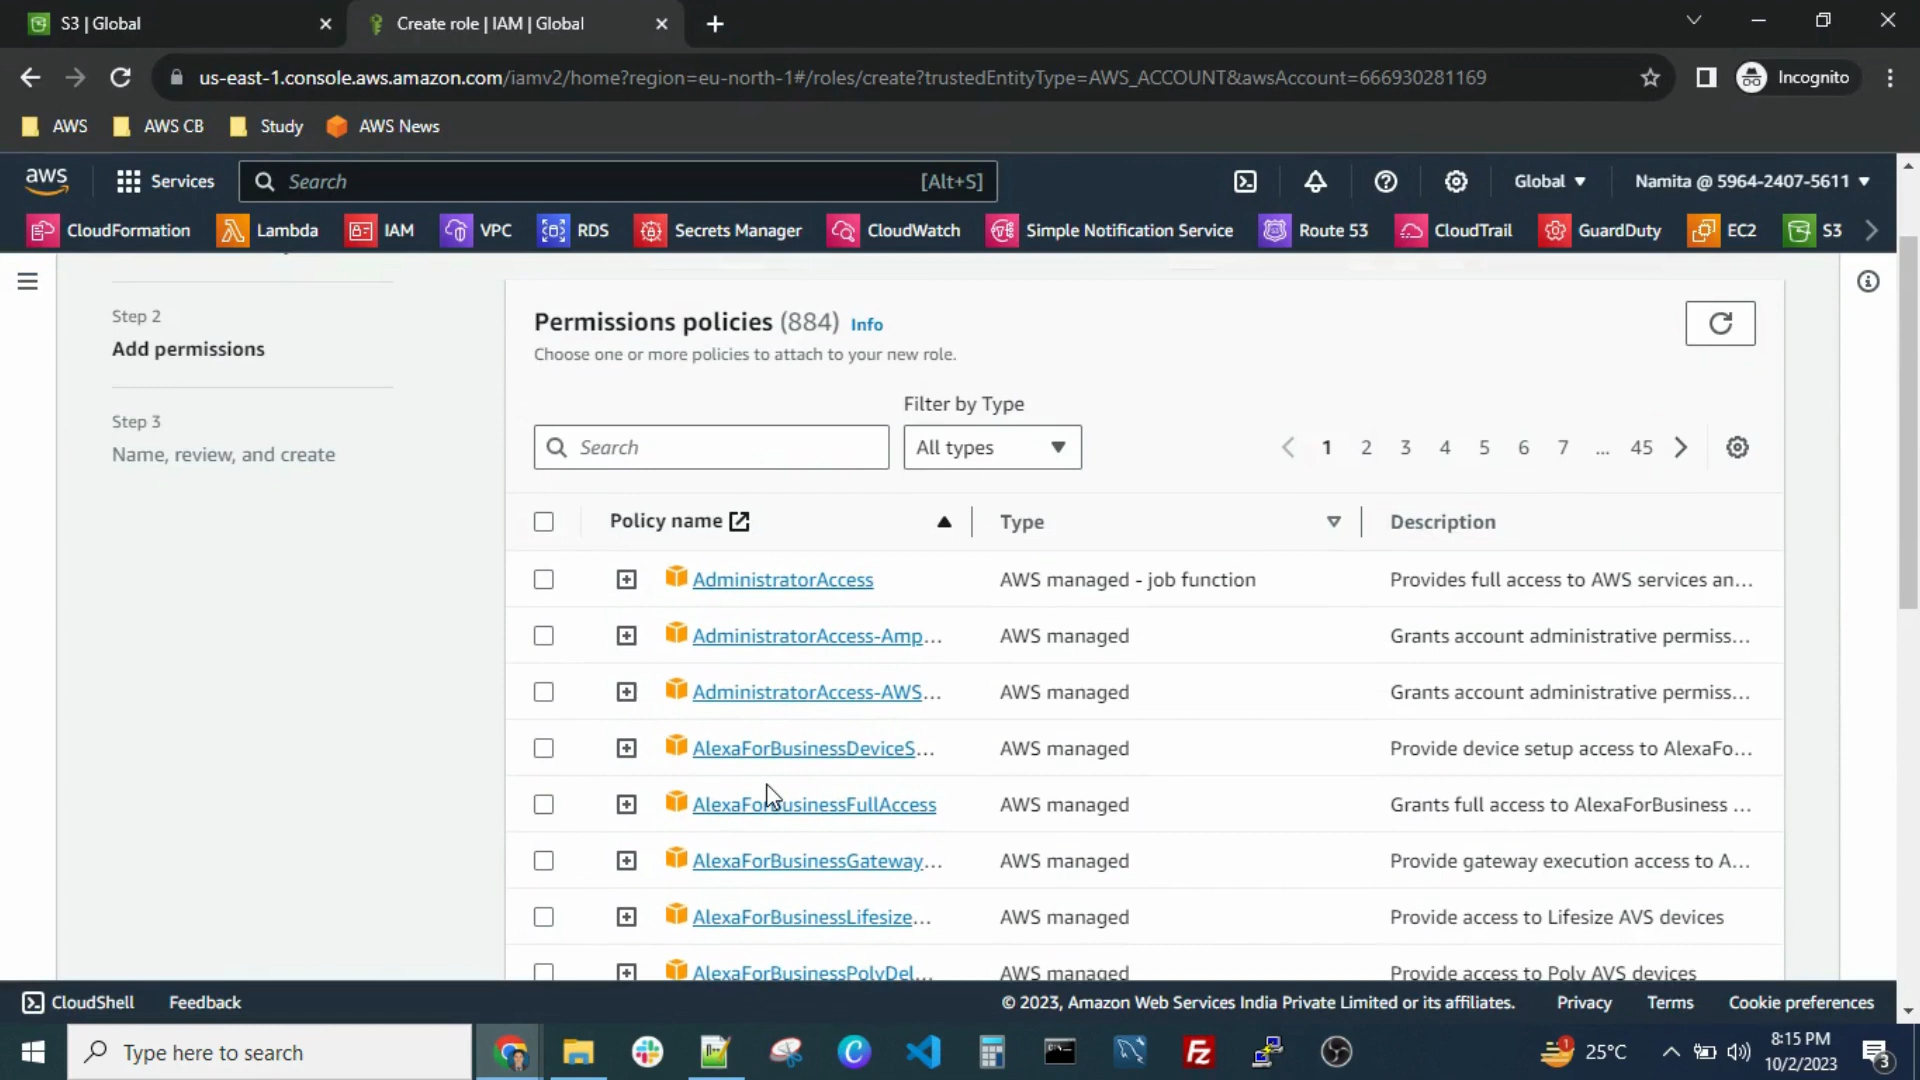 S3 | Global
Create role | IAM | Global
us-east-1.console.aws.amazon.com/iamv2/home?region=eu-north-1#/roles/create?trustedEntityType=AWS_ACCOUNT&awsAccount=666930281169
Incognito
AWS
AWS CB
Study
AWS News
aws
Services
Search
[Alt+S]
Global
Namita @ 5964-2407-5611
CloudFormation
Lambda
IAM
VPC
RDS
Secrets Manager
CloudWatch
Simple Notification Service
Route 53
CloudTrail
GuardDuty
EC2
S3
Step 2
Add permissions
Step 3
Name, review, and create
Permissions policies (884) Info
Choose one or more policies to attach to your new role.
Filter by Type
Search
All types
1 2 3 4 5 6 7 ... 45
Policy name
Type
Description
AdministratorAccess
AWS managed - job function
Provides full access to AWS services an...
AdministratorAccess-Amp...
AWS managed
Grants account administrative permiss...
AdministratorAccess-AWS...
AWS managed
Grants account administrative permiss...
AlexaForBusinessDeviceS...
AWS managed
Provide device setup access to AlexaFo...
AlexaForBusinessFullAccess
AWS managed
Grants full access to AlexaForBusiness ...
AlexaForBusinessGateway...
AWS managed
Provide gateway execution access to A...
AlexaForBusinessLifesize...
AWS managed
Provide access to Lifesize AVS devices
AlexaForBusinessPolyDel...
AWS managed
Provide access to Poly AVS devices
CloudShell
Feedback
© 2023, Amazon Web Services India Private Limited or its affiliates.
Privacy
Terms
Cookie preferences
Type here to search
1
25°C
8:15 PM
10/2/2023
3